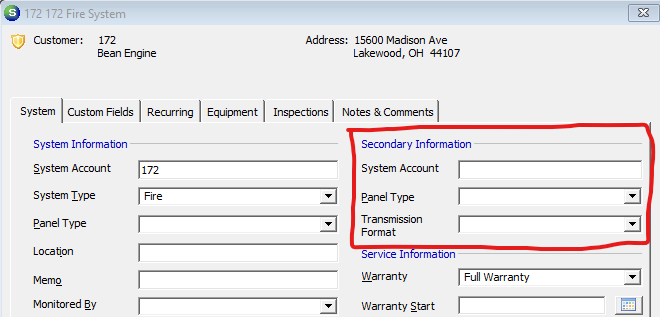 S 172 172 Fire System
Customer: 172
Bean Engine
Address: 15600 Madison Ave
Lakewood, OH 44107
System Custom Fields Recurring Equipment Inspections Notes & Comments
System Information
System Account 172
System Type Fire
Panel Type
Location
Memo
Monitored By
Secondary Information
System Account
Panel Type
Transmission
Format
Service Information
Warranty Full Warranty
Warranty Start